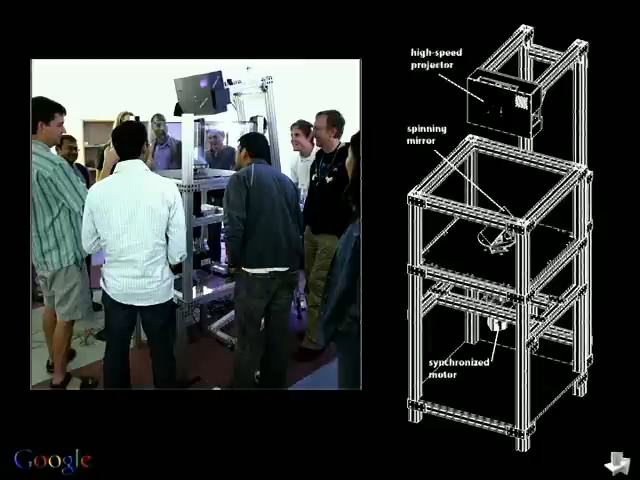 high-speed
projector
spinning
mirror
synchronized
motor
Google